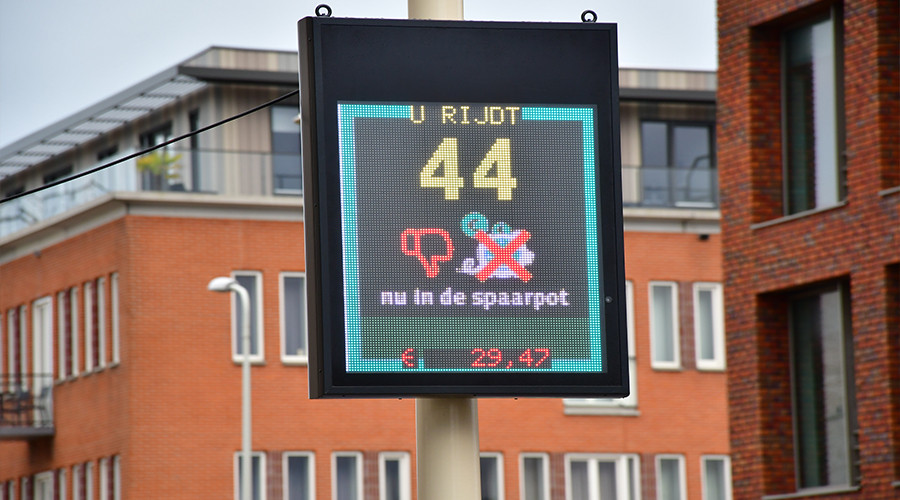 U RIJDT
44
nu in de spaarpot
€ 29,47